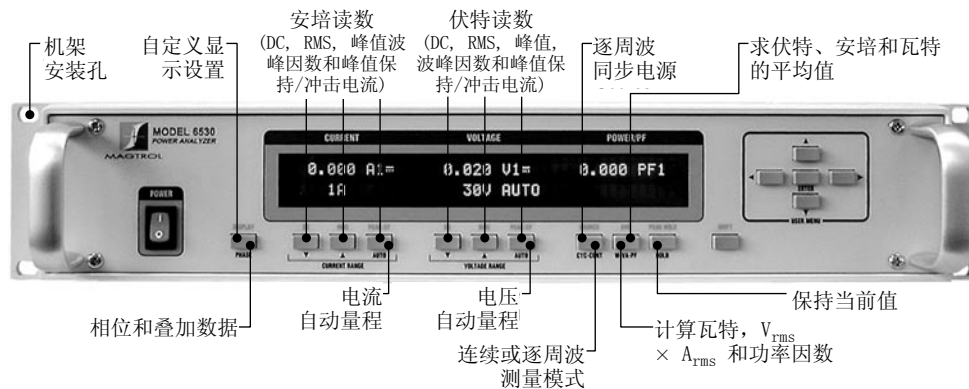 机架
安装孔
自定义显
示设置
安培读数
(DC, RMS, 峰值波
峰因数和峰值保
持/冲击电流)
伏特读数
(DC, RMS, 峰值,
波峰因数和峰值保
持/冲击电流)
逐周波
同步电源
求伏特、安培和瓦特
的平均值
MODEL 6530
POWER ANALYZER
MAGTROL
POWER
CURRENT
VOLTAGE
POWER/PF
0.000 A1= 0.020 V1= 0.000 PF1
1A 30V AUTO
ENTER
USER MENU
DISPLAY
PHASE
CURRENT RANGE
AUTO
VOLTAGE RANGE
AUTO
CYC-CONT
W-VA-PF
PEAK HOLD
HOLD
SHIFT
相位和叠加数据
电流
自动量程
电压
自动量程
连续或逐周波
测量模式
计算瓦特，Vrms
× Arms 和功率因数
保持当前值